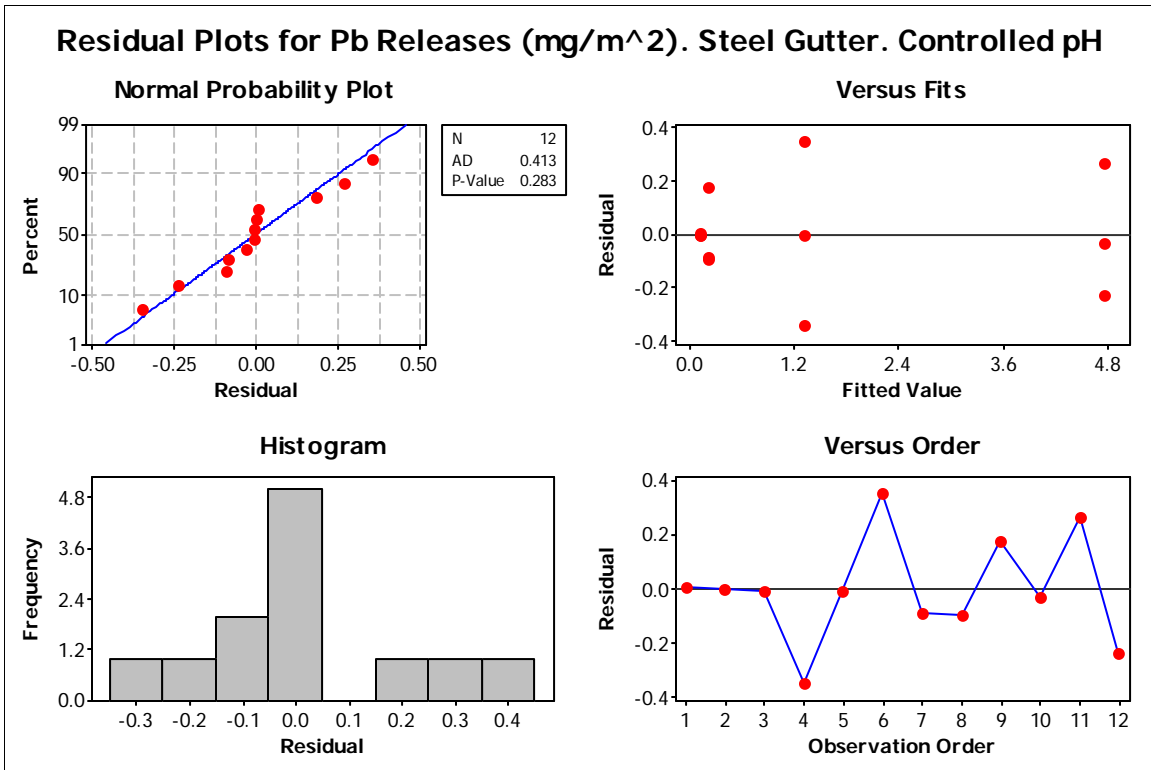 Residual Plots for Pb Releases (mg/m^2). Steel Gutter. Controlled pH
Normal Probability Plot
99
90
50
10
1
Percent
-0.50 -0.25 0.00 0.25 0.50
Residual
N 12
AD 0.413
P-Value 0.283
Versus Fits
0.4
0.2
0.0
-0.2
-0.4
Residual
0.0 1.2 2.4 3.6 4.8
Fitted Value
Histogram
4.8
3.6
2.4
1.2
0.0
Frequency
-0.3 -0.2 -0.1 0.0 0.1 0.2 0.3 0.4
Residual
Versus Order
0.4
0.2
0.0
-0.2
-0.4
Residual
1 2 3 4 5 6 7 8 9 10 11 12
Observation Order